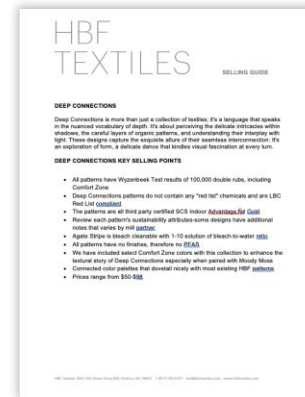 HBF
TEXTILES
SELLING GUIDE
DEEP CONNECTIONS
Deep Connections is more than just a collection of textiles; it's a language that speaks
in the nuanced vocabulary of depth. It's about perceiving the delicate intricacies within
shadows, the careful layers of organic patterns, and understanding their interplay with
light. These designs capture the exquisite allure of their seamless interconnection: It's
an exploration of form, a delicate dance that kindles visual fascination at every turn.
DEEP CONNECTIONS KEY SELLING POINTS
• All patterns have Wyzenbeek Test results of 100,000 double rubs, including
Comfort Zone
• Deep Connections patterns do not contain any "red list" chemicals and are LBC
Red List compliant
• The patterns are all third party certified SCS Indoor Advantage Gold
• Review each pattern's sustainability attributes-some designs have additional
notes that varies by mill partner
• Agate Stripe is bleach cleanable with 1-10 solution of bleach-to-water ratio
• All patterns have no finishes, therefore no PFAS
• We have included select Comfort Zone colors with this collection to enhance the
textural story of Deep Connections especially when paired with Moody Moss
• Connected color palettes that dovetail nicely with most existing HBF patterns
• Prices range from $50-$98